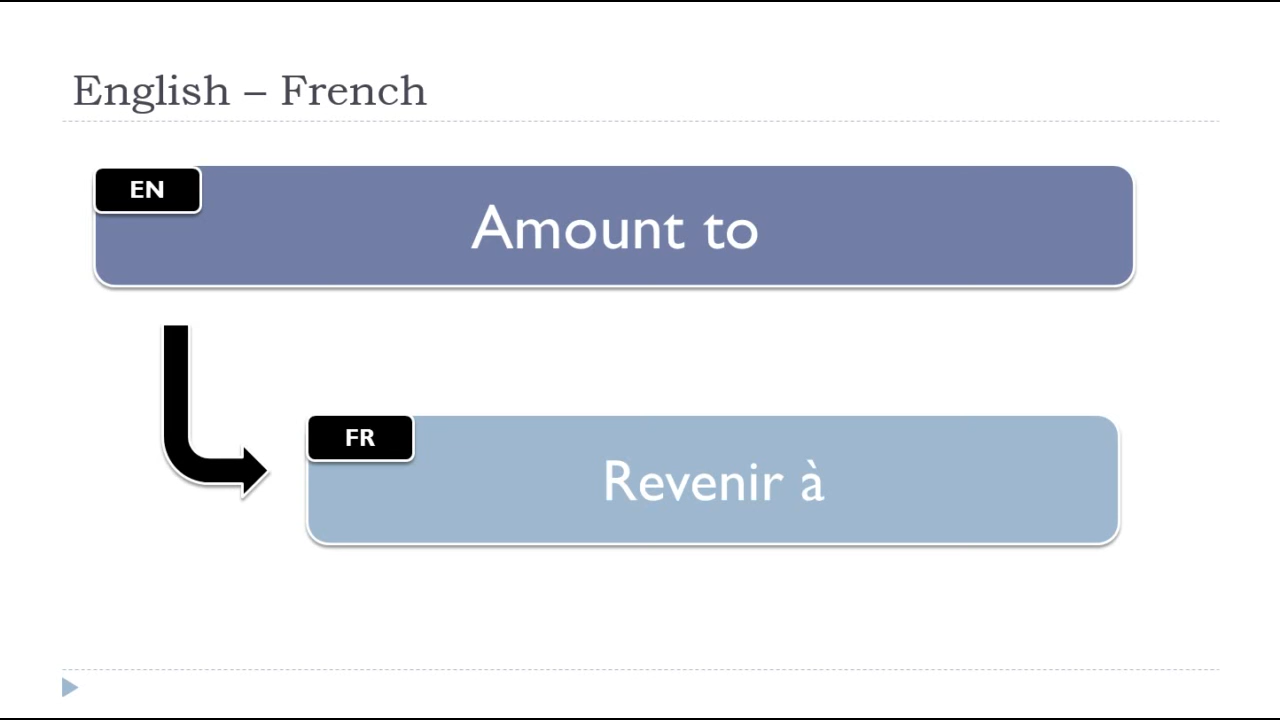 English – French
EN
Amount to
FR
Revenir à